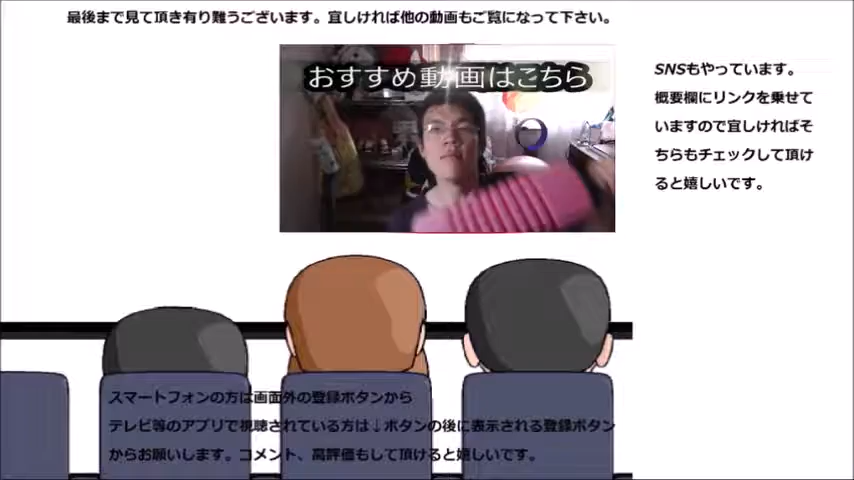 最後まで見て頂き有り難うございます。宜しければ他の動画もご覧になって下さい。
おすすめ動画はこちら
SNSもやっています。
概要欄にリンクを乗せて
いますので宜しければそ
ちらもチェックして頂け
ると嬉しいです。
スマートフォンの方は画面外の登録ボタンから
テレビ等のアプリで視聴されている方は↓ボタンの後に表示される登録ボタン
からお願いします。コメント、高評価もして頂けると嬉しいです。